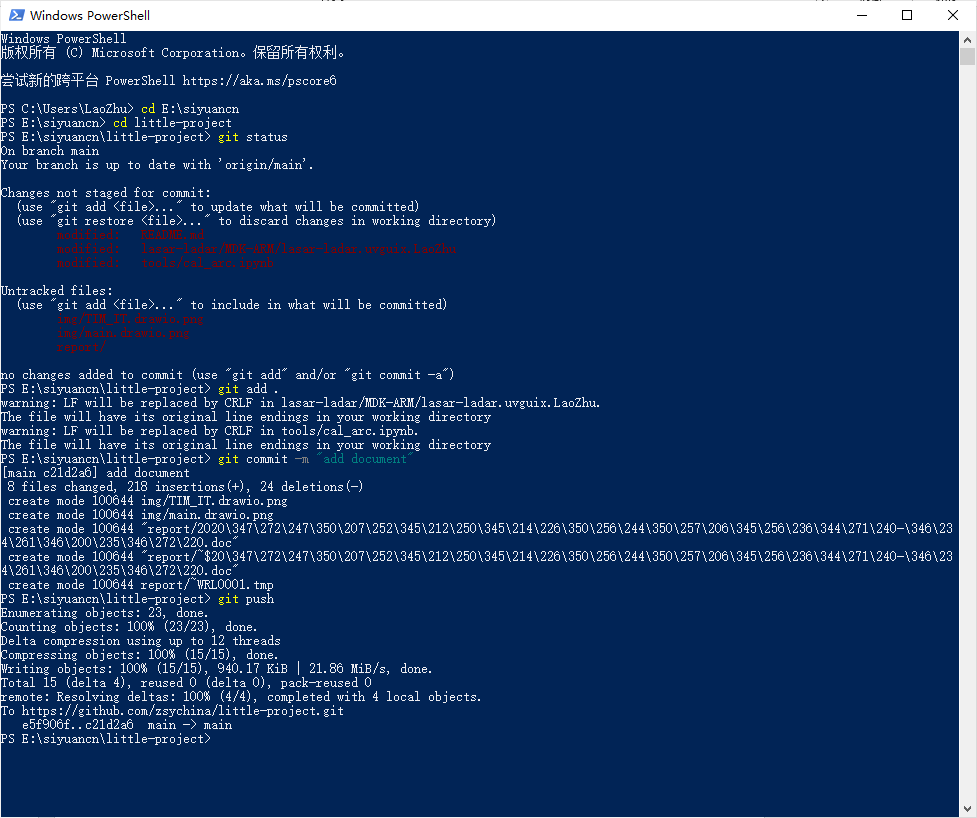 Windows PowerShell
Windows PowerShell
版权所有 (C) Microsoft Corporation。保留所有权利。
尝试新的跨平台 PowerShell https://aka.ms/pscore6
PS C:\Users\LaoZhu> cd E:\siyuancn
PS E:\siyuancn> cd little-project
PS E:\siyuancn\little-project> git status
On branch main
Your branch is up to date with 'origin/main'.
Changes not staged for commit:
  (use "git add <file>..." to update what will be committed)
  (use "git restore <file>..." to discard changes in working directory)
        modified:   README.md
        modified:   lasar-ladar/MDK-ARM/lasar-ladar.uvguix.LaoZhu
        modified:   tools/cal_arc.ipynb
Untracked files:
  (use "git add <file>..." to include in what will be committed)
        img/TIM_IT.drawio.png
        img/main.drawio.png
        report/
no changes added to commit (use "git add" and/or "git commit -a")
PS E:\siyuancn\little-project> git add .
warning: LF will be replaced by CRLF in lasar-ladar/MDK-ARM/lasar-ladar.uvguix.LaoZhu.
The file will have its original line endings in your working directory
warning: LF will be replaced by CRLF in tools/cal_arc.ipynb.
The file will have its original line endings in your working directory
PS E:\siyuancn\little-project> git commit -m "add document"
[main c21d2a6] add document
 8 files changed, 218 insertions(+), 24 deletions(-)
 create mode 100644 img/TIM_IT.drawio.png
 create mode 100644 img/main.drawio.png
 create mode 100644 "report/2020\347\272\247\350\207\252\345\212\250\345\214\226\350\256\244\350\257\206\345\256\236\344\271\240-\346\23
4\261\346\200\235\346\272\220.doc"
 create mode 100644 "report/~$20\347\272\247\350\207\252\345\212\250\345\214\226\350\256\244\350\257\206\345\256\236\344\271\240-\346\23
4\261\346\200\235\346\272\220.doc"
 create mode 100644 report/~WRL0001.tmp
PS E:\siyuancn\little-project> git push
Enumerating objects: 23, done.
Counting objects: 100% (23/23), done.
Delta compression using up to 12 threads
Compressing objects: 100% (15/15), done.
Writing objects: 100% (15/15), 940.17 KiB | 21.86 MiB/s, done.
Total 15 (delta 4), reused 0 (delta 0), pack-reused 0
remote: Resolving deltas: 100% (4/4), completed with 4 local objects.
To https://github.com/zsychina/little-project.git
   e5f906f..c21d2a6  main -> main
PS E:\siyuancn\little-project>